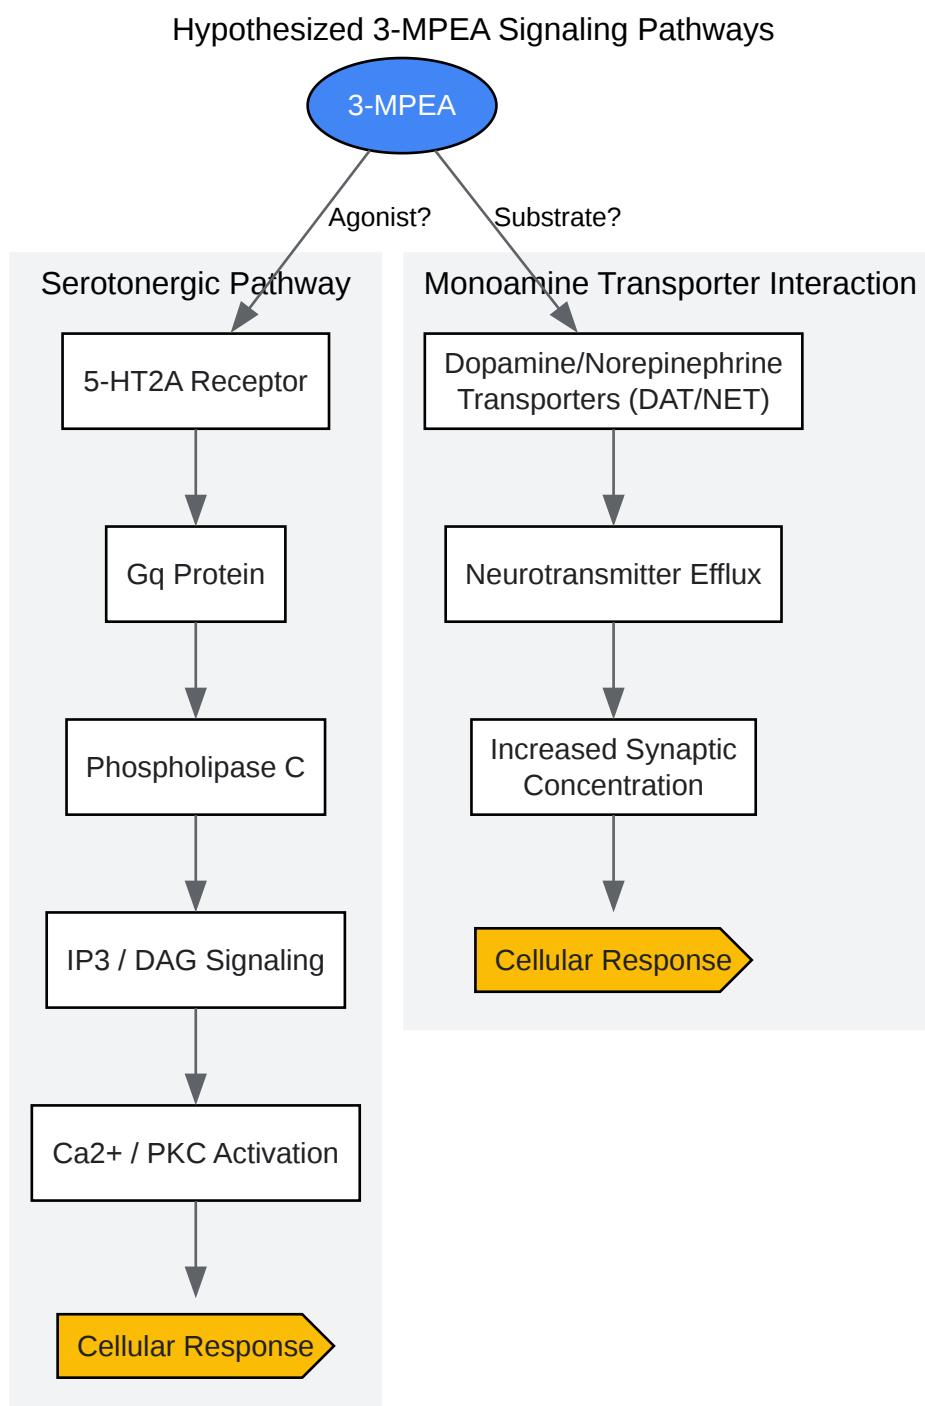 Hypothesized 3-MPEA Signaling Pathways
3-MPEA
Agonist?
Substrate?
Serotonergic Pathway
5-HT2A Receptor
Gq Protein
Phospholipase C
IP3 / DAG Signaling
Ca2+ / PKC Activation
Cellular Response
Monoamine Transporter Interaction
Dopamine/Norepinephrine
Transporters (DAT/NET)
Neurotransmitter Efflux
Increased Synaptic
Concentration
Cellular Response